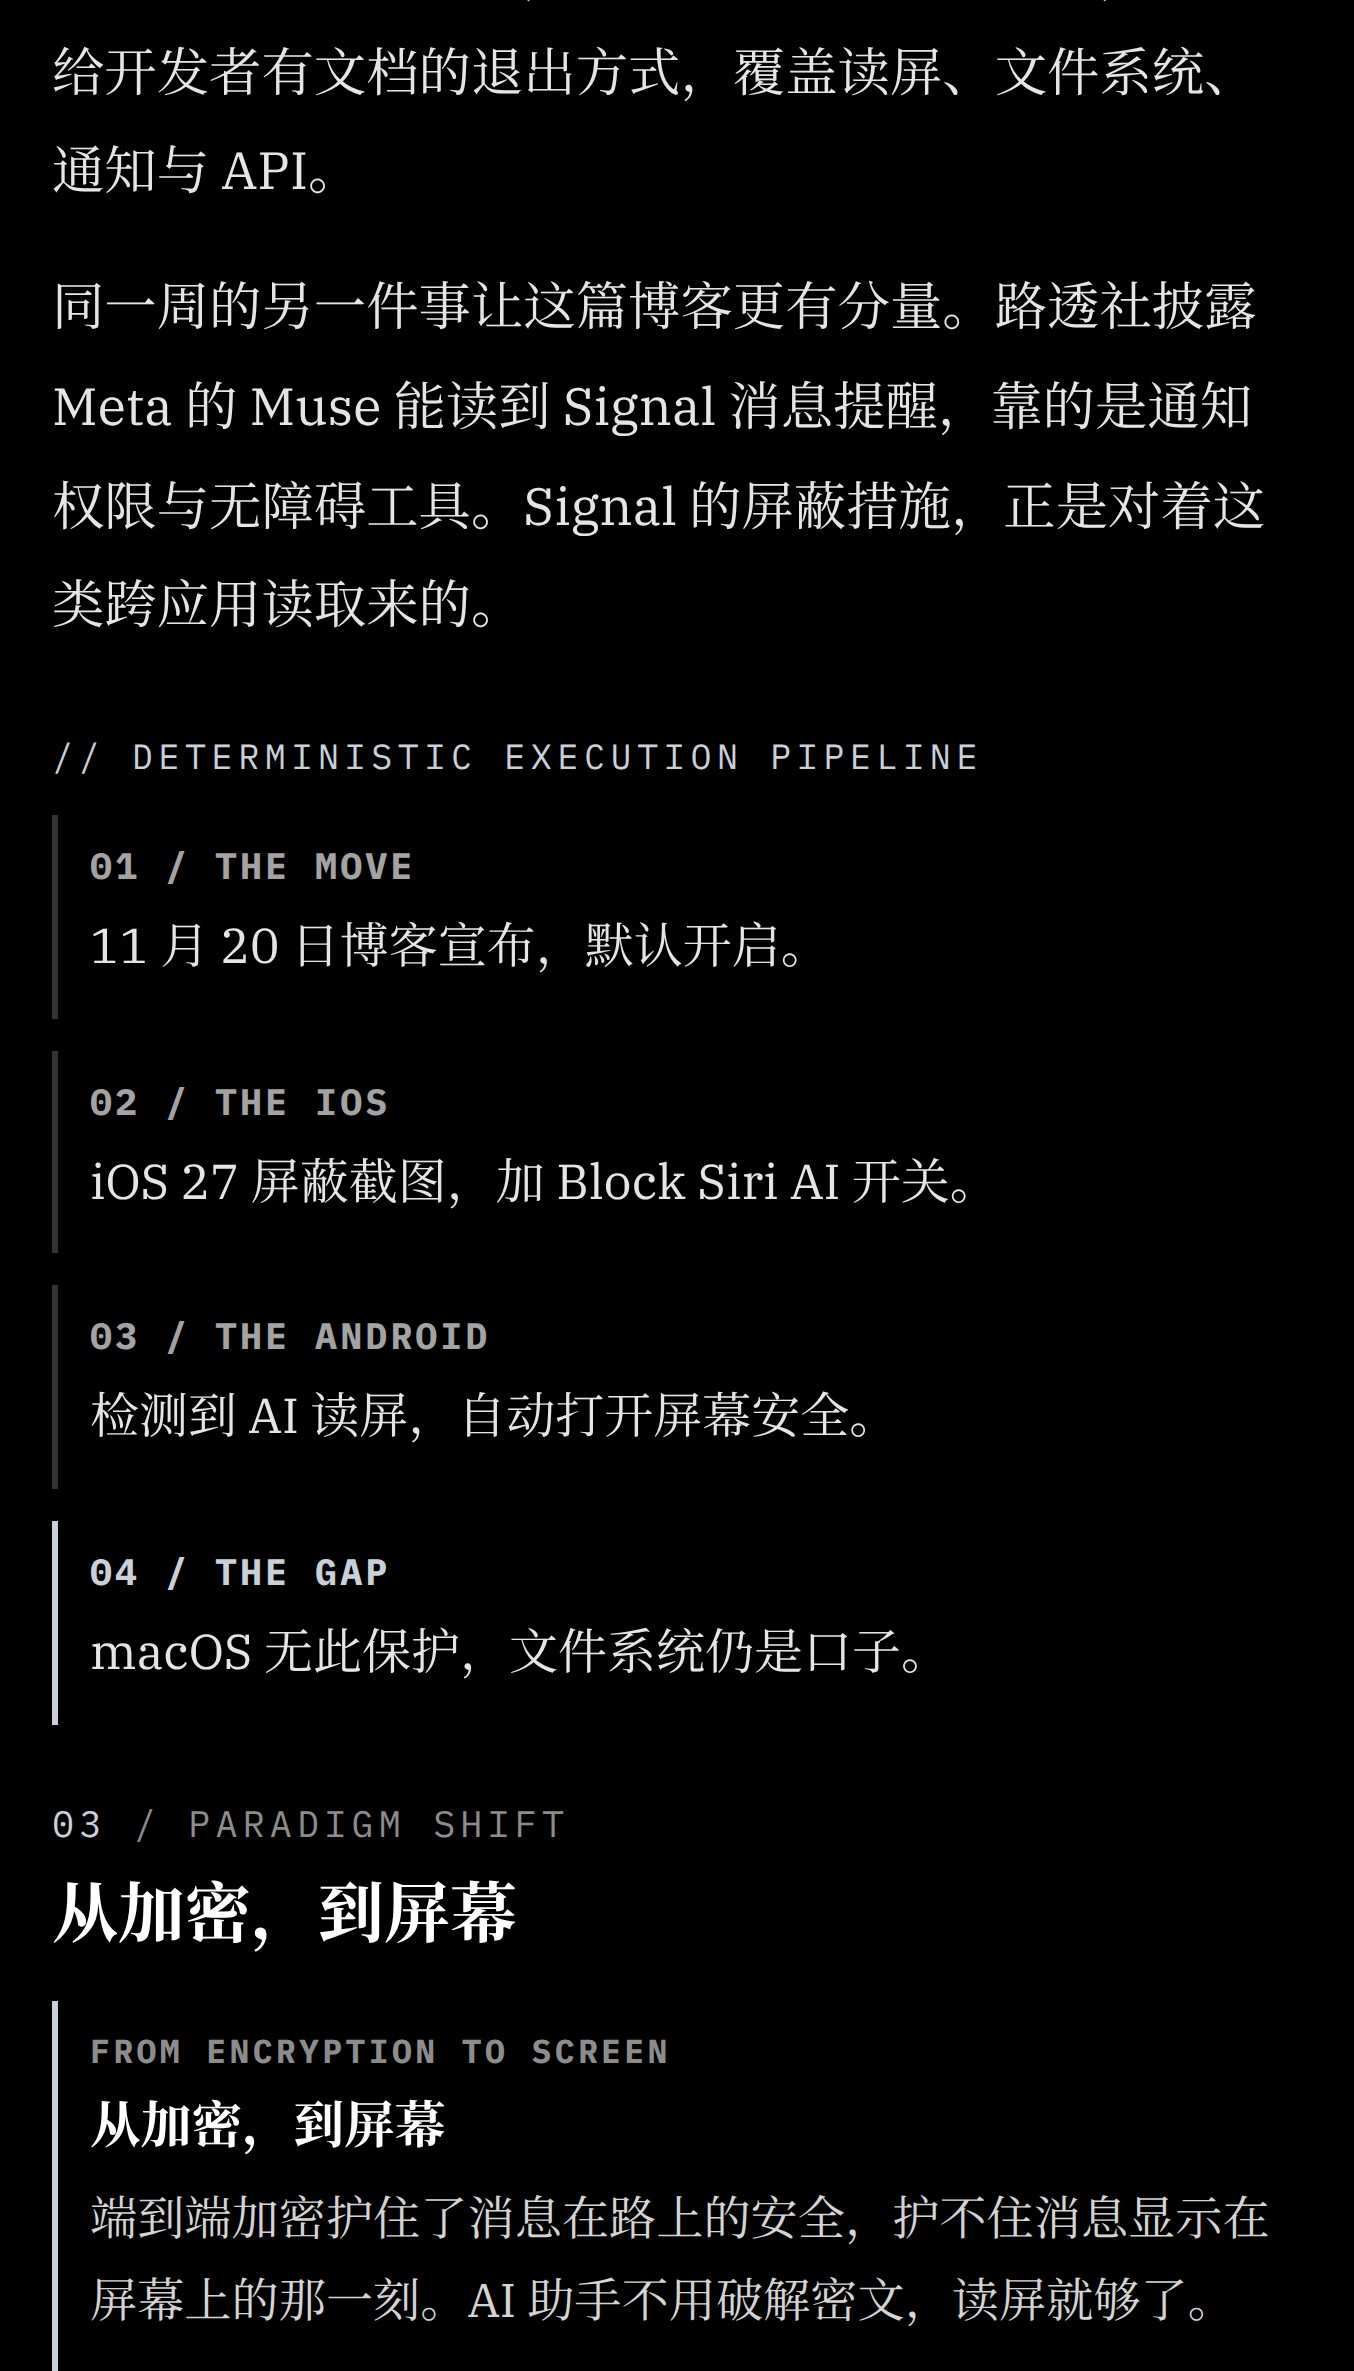 给开发者有文档的退出方式，覆盖读屏、文件系统、
通知与 API。
同一周的另一件事让这篇博客更有分量。路透社披露
Meta 的 Muse 能读到 Signal 消息提醒，靠的是通知
权限与无障碍工具。Signal 的屏蔽措施，正是对着这
类跨应用读取来的。
// DETERMINISTIC EXECUTION PIPELINE
01 / THE MOVE
11 月 20 日博客宣布，默认开启。
02 / THE IOS
iOS 27 屏蔽截图，加 Block Siri AI 开关。
03 / THE ANDROID
检测到 AI 读屏，自动打开屏幕安全。
04 / THE GAP
macOS 无此保护，文件系统仍是口子。
03 / PARADIGM SHIFT
从加密，到屏幕
FROM ENCRYPTION TO SCREEN
从加密，到屏幕
端到端加密护住了消息在路上的安全，护不住消息显示在
屏幕上的那一刻。AI 助手不用破解密文，读屏就够了。